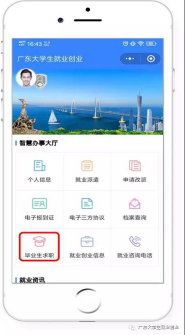 16:43
广东大学生就业创业
智慧办事大厅
个人信息
就业派遣
申请改派
电子报到证
电子三方协议
档案查询
毕业生求职
就业创业信息
就业咨询电话
就业资讯
广东大学生就业创业